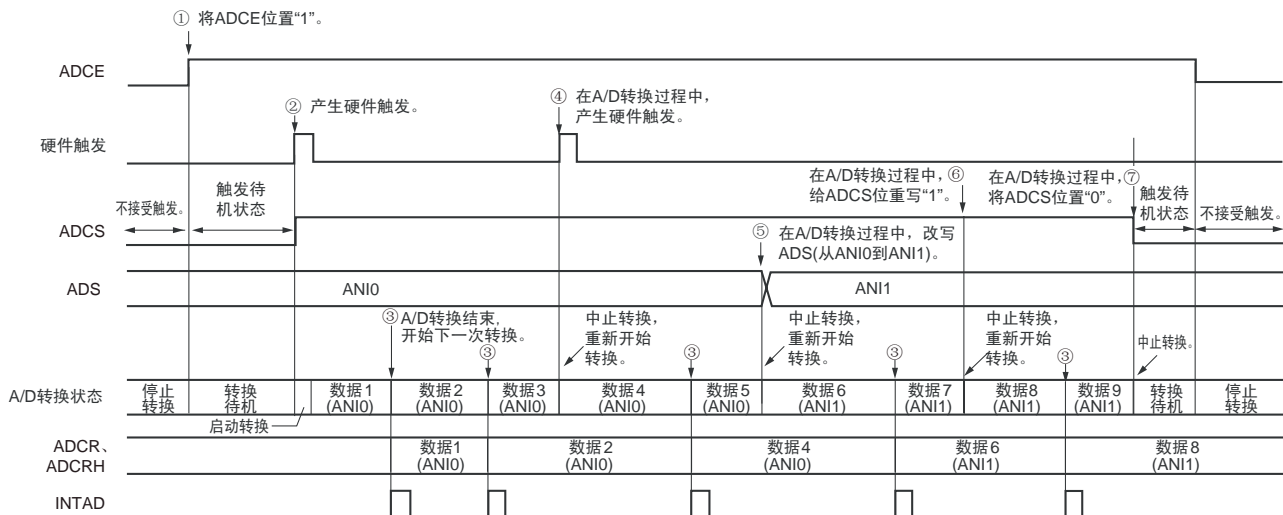 ① 将ADCE位置“1”。
ADCE
② 产生硬件触发。
④ 在A/D转换过程中，
产生硬件触发。
硬件触发
不接受触发。
触发待
机状态
在A/D转换过程中，⑥
给ADCS位重写“1”。
在A/D转换过程中，⑦
将ADCS位置“0”。
触发待
机状态
不接受触发。
ADCS
⑤ 在A/D转换过程中，改写
ADS(从ANI0到ANI1)。
ADS
ANI0
ANI1
③ A/D转换结束，
开始下一次转换。
③
中止转换，
重新开始
转换。
③
中止转换，
重新开始
转换。
③
中止转换，
重新开始
转换。
③
中止转换。
A/D转换状态
停止
转换
转换
待机
启动转换
数据1
(ANI0)
数据2
(ANI0)
数据3
(ANI0)
数据4
(ANI0)
数据5
(ANI0)
数据6
(ANI1)
数据7
(ANI1)
数据8
(ANI1)
数据9
(ANI1)
转换
待机
停止
转换
ADCR、
ADCRH
数据1
(ANI0)
数据2
(ANI0)
数据4
(ANI0)
数据6
(ANI1)
数据8
(ANI1)
INTAD